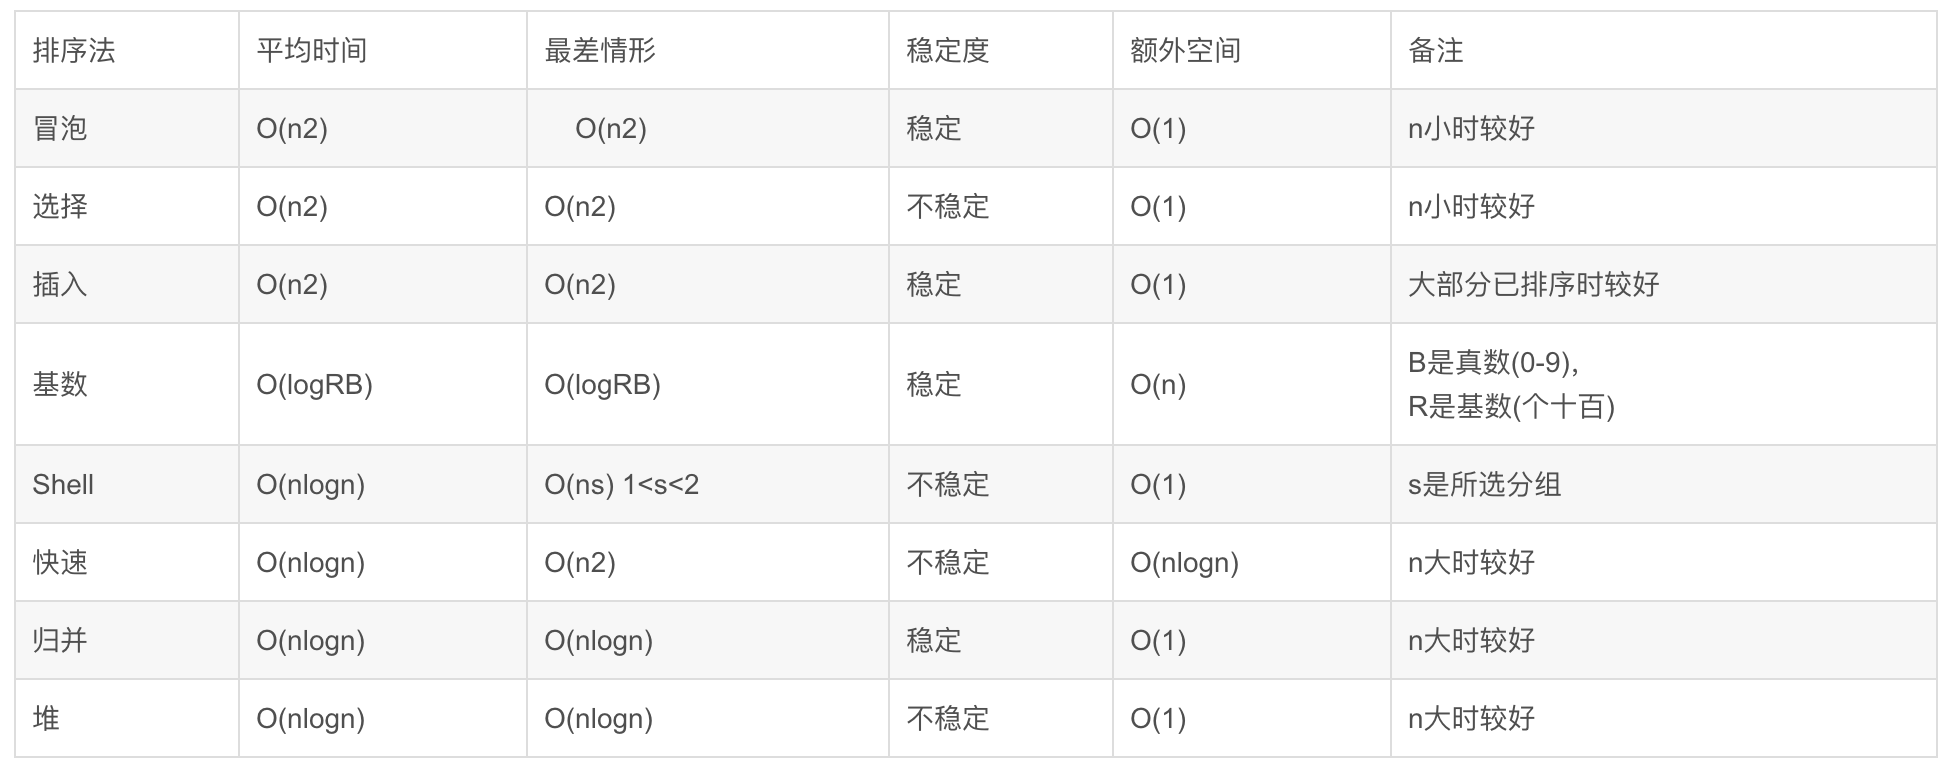 排序法 平均时间 最差情形 稳定度 额外空间 备注
冒泡 O(n2) O(n2) 稳定 O(1) n小时较好
选择 O(n2) O(n2) 不稳定 O(1) n小时较好
插入 O(n2) O(n2) 稳定 O(1) 大部分已排序时较好
基数 O(logRB) O(logRB) 稳定 O(n) B是真数(0-9),
R是基数(个十百)
Shell O(nlogn) O(ns) 1<s<2 不稳定 O(1) s是所选分组
快速 O(nlogn) O(n2) 不稳定 O(nlogn) n大时较好
归并 O(nlogn) O(nlogn) 稳定 O(1) n大时较好
堆 O(nlogn) O(nlogn) 不稳定 O(1) n大时较好